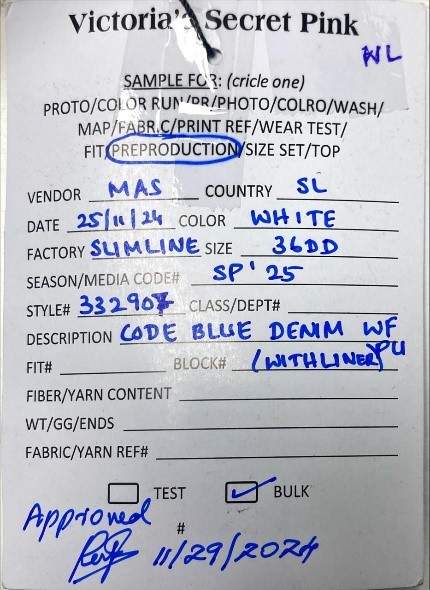 Victoria's Secret Pink
WL
SAMPLE FOR: (cricle one)
PROTO/COLOR RUN/PR/PHOTO/COLRO/WASH/
MAP/FABRIC/PRINT REF/WEAR TEST/
FIT/PREPRODUCTION/SIZE SET/TOP
VENDOR MAS COUNTRY SL
DATE 25/11/24 COLOR WHITE
FACTORY SLIMLINE SIZE 36DD
SEASON/MEDIA CODE# SP'25
STYLE# 332907 CLASS/DEPT#
DESCRIPTION CODE BLUE DENIM WF
PU
FIT# BLOCK# (WITH LINER)
FIBER/YARN CONTENT
WT/GG/ENDS
FABRIC/YARN REF#
TEST BULK
Approved
#
11/29/2024